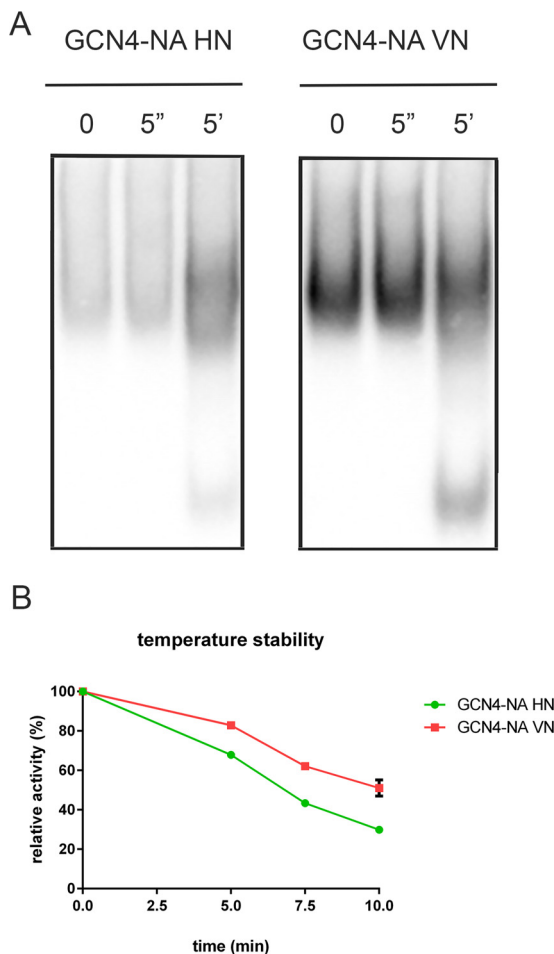 A
GCN4-NA HN
GCN4-NA VN
0 5” 5’
0 5” 5’
B
temperature stability
relative activity (%)
100
80
60
40
20
0
0.0 2.5 5.0 7.5 10.0
time (min)
GCN4-NA HN
GCN4-NA VN